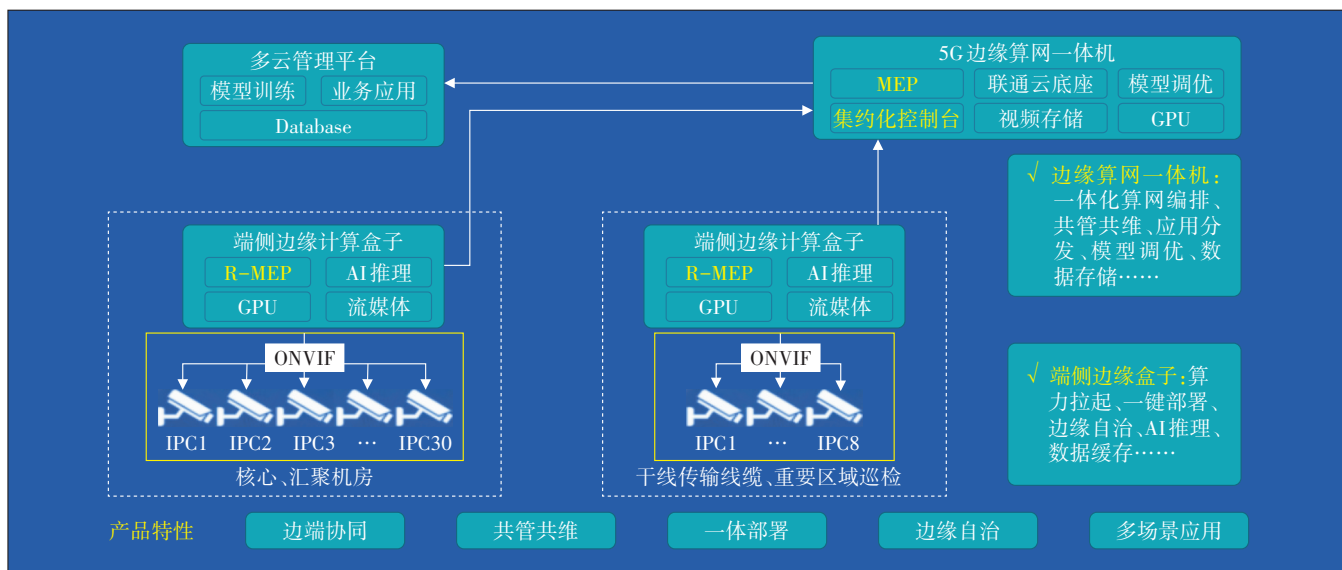 多云管理平台
模型训练 业务应用
Database
5G边缘算网一体机
MEP 联通云底座 模型调优
集约化控制台 视频存储 GPU
√ 边缘算网一体机:
一体化算网编排、
共管共维、应用分
发、模型调优、数
据存储……
端侧边缘计算盒子
R-MEP AI推理
GPU 流媒体
ONVIF
IPC1 IPC2 IPC3 … IPC30
核心、汇聚机房
端侧边缘计算盒子
R-MEP AI推理
GPU 流媒体
ONVIF
IPC1 … IPC8
干线传输线缆、重要区域巡检
√ 端侧边缘盒子:算
力拉起、一键部署、
边缘自治、AI推理、
数据缓存……
产品特性 边端协同 共管共维 一体部署 边缘自治 多场景应用